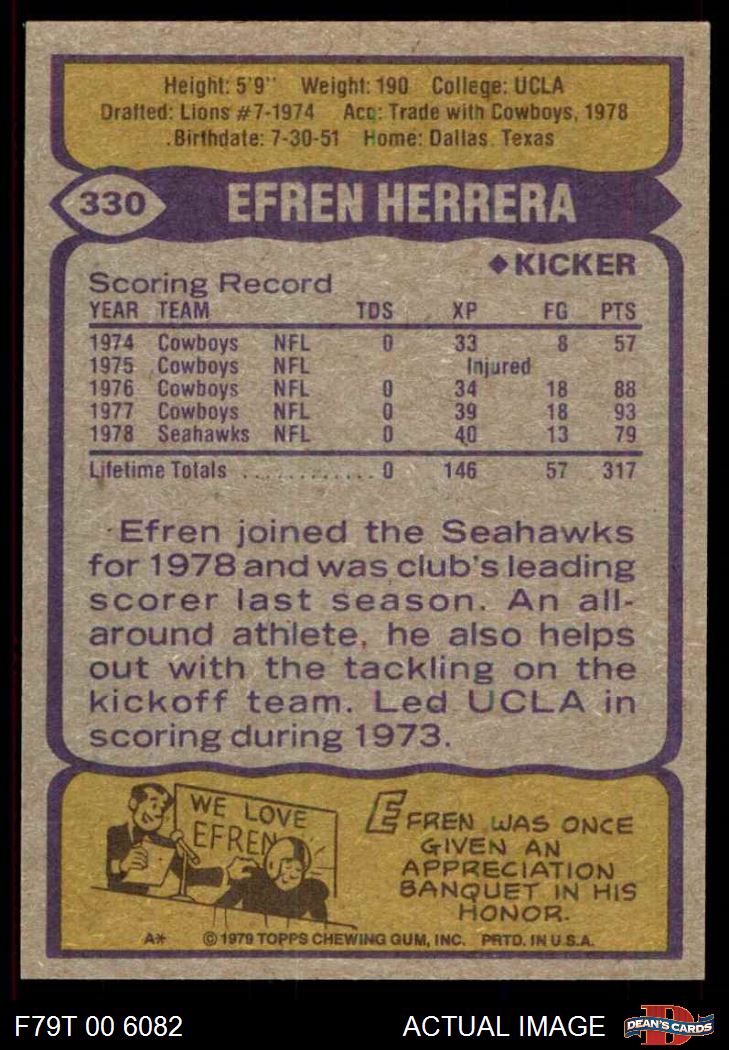 Height: 5'9" Weight: 190 College: UCLA
Drafted: Lions #7-1974 Acq: Trade with Cowboys, 1978
Birthdate: 7-30-51 Home: Dallas, Texas
330 EFREN HERRERA
◆KICKER
Scoring Record
YEAR TEAM TDS XP FG PTS
1974 Cowboys NFL 0 33 8 57
1975 Cowboys NFL Injured
1976 Cowboys NFL 0 34 18 88
1977 Cowboys NFL 0 39 18 93
1978 Seahawks NFL 0 40 13 79
Lifetime Totals ............. 0 146 57 317
Efren joined the Seahawks
for 1978 and was club's leading
scorer last season. An all-
around athlete, he also helps
out with the tackling on the
kickoff team. Led UCLA in
scoring during 1973.
WE LOVE
EFREN
EFREN WAS ONCE
GIVEN AN
APPRECIATION
BANQUET IN HIS
HONOR.
A* © 1979 TOPPS CHEWING GUM, INC. PRTD. IN U.S.A.
F79T 00 6082 ACTUAL IMAGE D DEAN'S CARDS